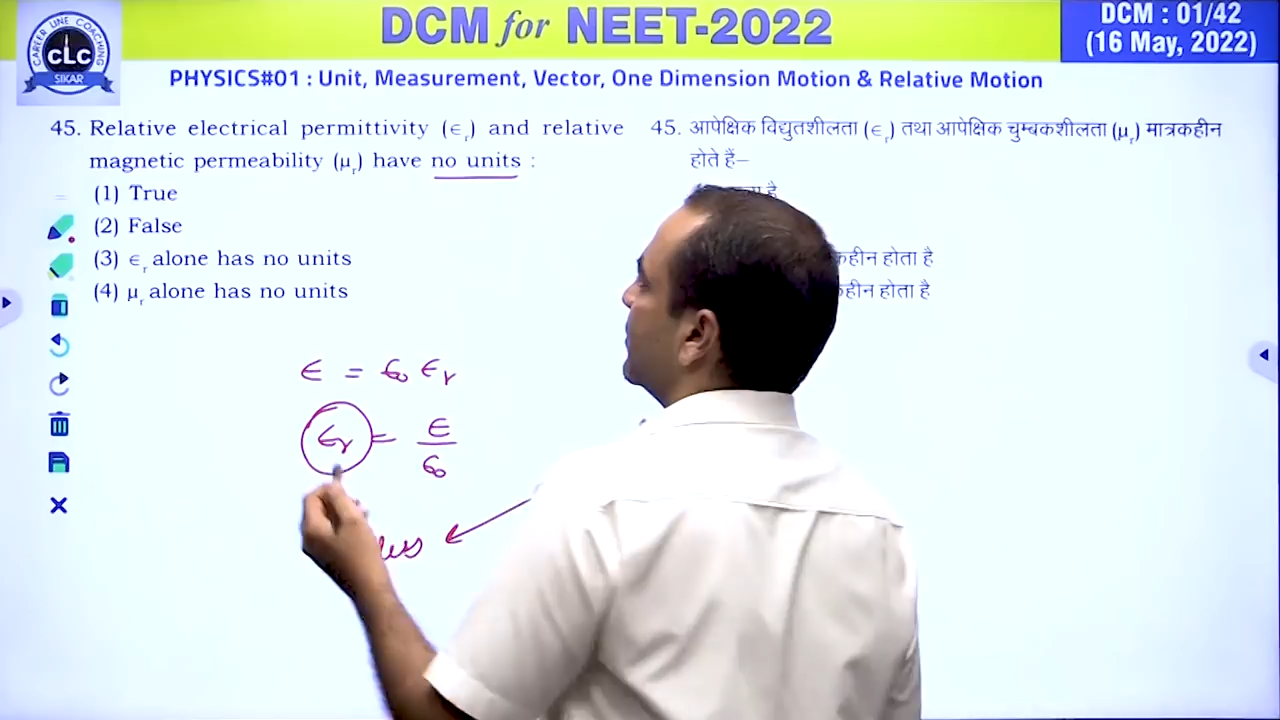 DCM for NEET-2022
DCM : 01/42
(16 May, 2022)
CAREER LINE COACHING
CLC
SIKAR
PHYSICS#01 : Unit, Measurement, Vector, One Dimension Motion & Relative Motion
45. Relative electrical permittivity (∈r) and relative
magnetic permeability (μr) have no units :
(1) True
(2) False
(3) ∈r alone has no units
(4) μr alone has no units
45. आपेक्षिक विद्युतशीलता (∈r) तथा आपेक्षिक चुम्बकशीलता (μr) मात्रकहीन
होते हैं–
है
होता है
होता है
∈ = ∈0 ∈r
∈r = ∈/∈0